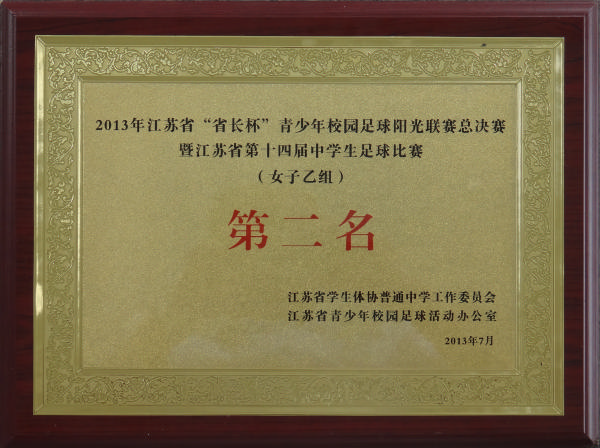 2013年江苏省“省长杯”青少年校园足球阳光联赛总决赛
暨江苏省第十四届中学生足球比赛
（女子乙组）
第二名
江苏省学生体协普通中学工作委员会
江苏省青少年校园足球活动办公室
2013年7月